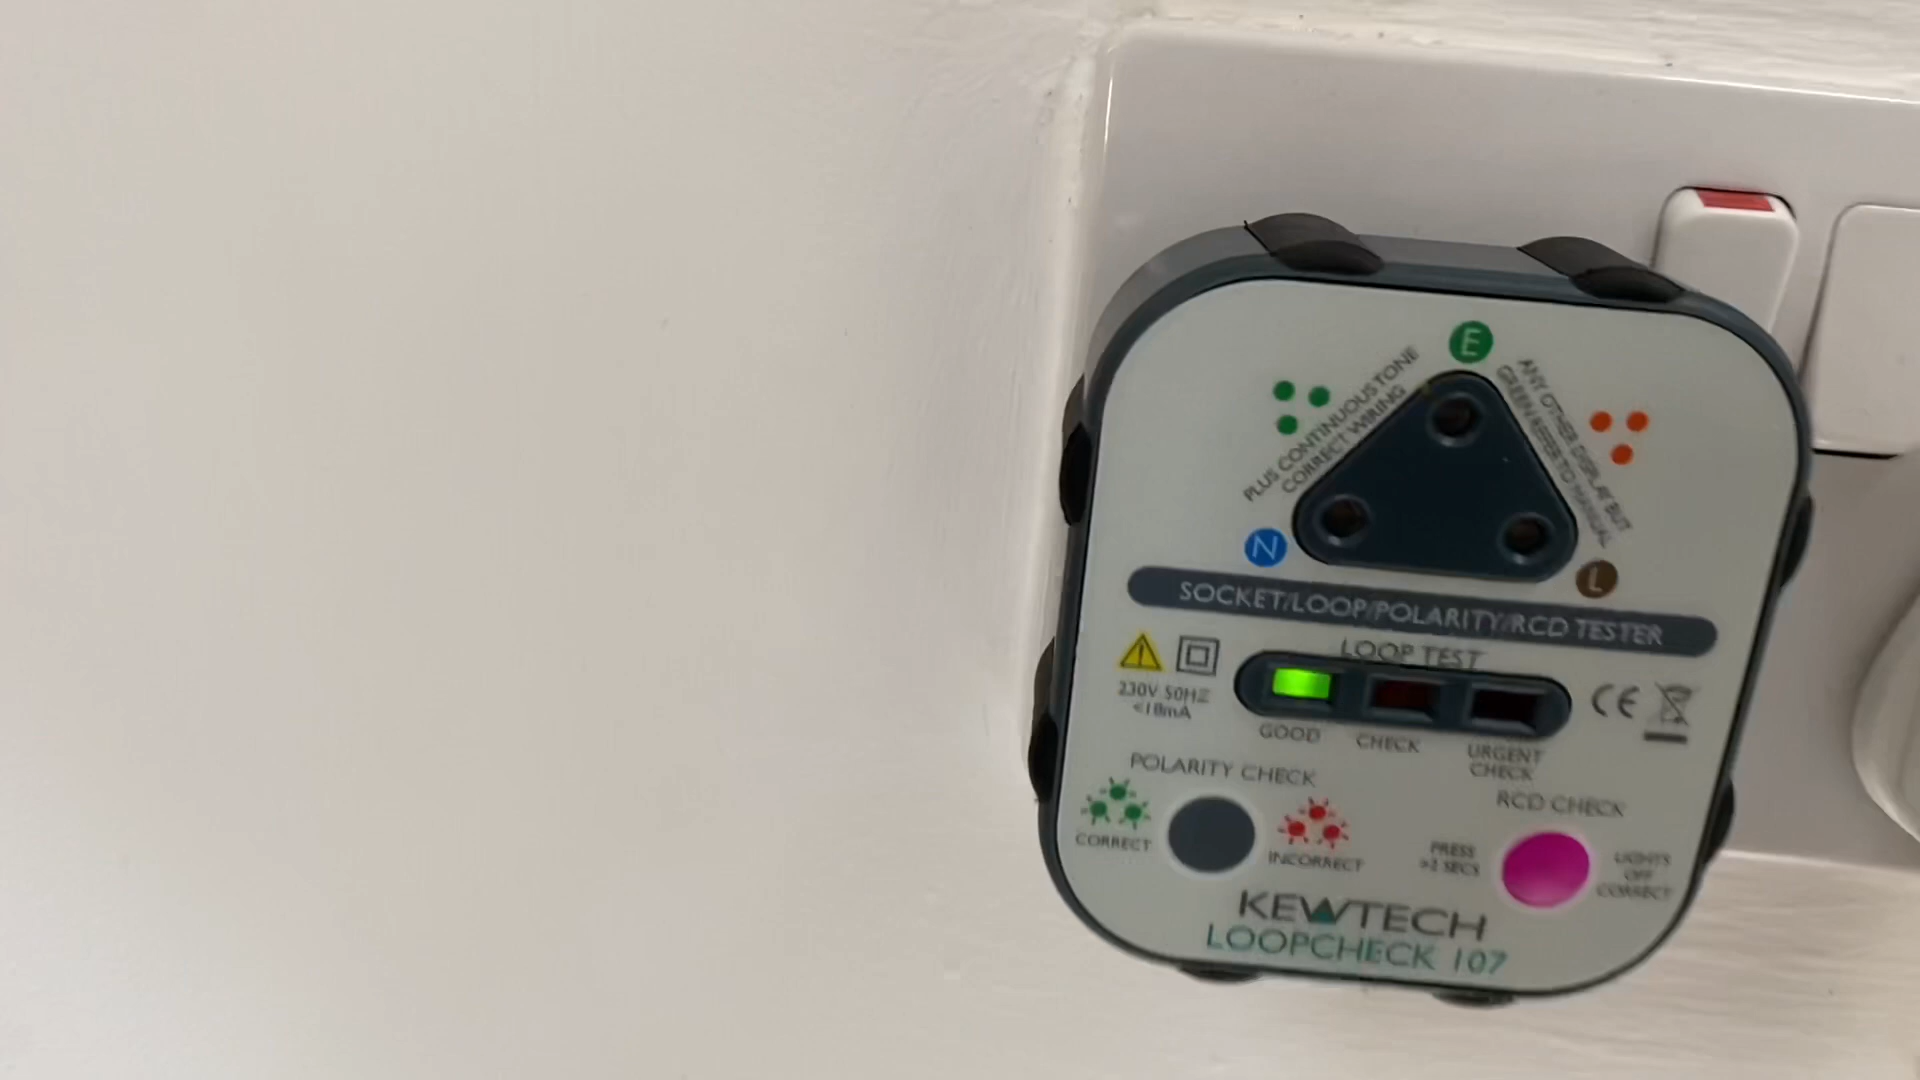 E
PLUS CONTINUOUS TONE
CORRECT WIRING
ANY OTHER DISPLAY BUT
GREEN REFER TO MANUAL
N
L
SOCKET/LOOP/POLARITY/RCD TESTER
LOOP TEST
230V 50HZ
<18mA
CE
GOOD
CHECK
URGENT
CHECK
POLARITY CHECK
CORRECT
INCORRECT
RCD CHECK
PRESS
>2 SECS
LIGHTS
OFF
CORRECT
KEWTECH
LOOPCHECK 107